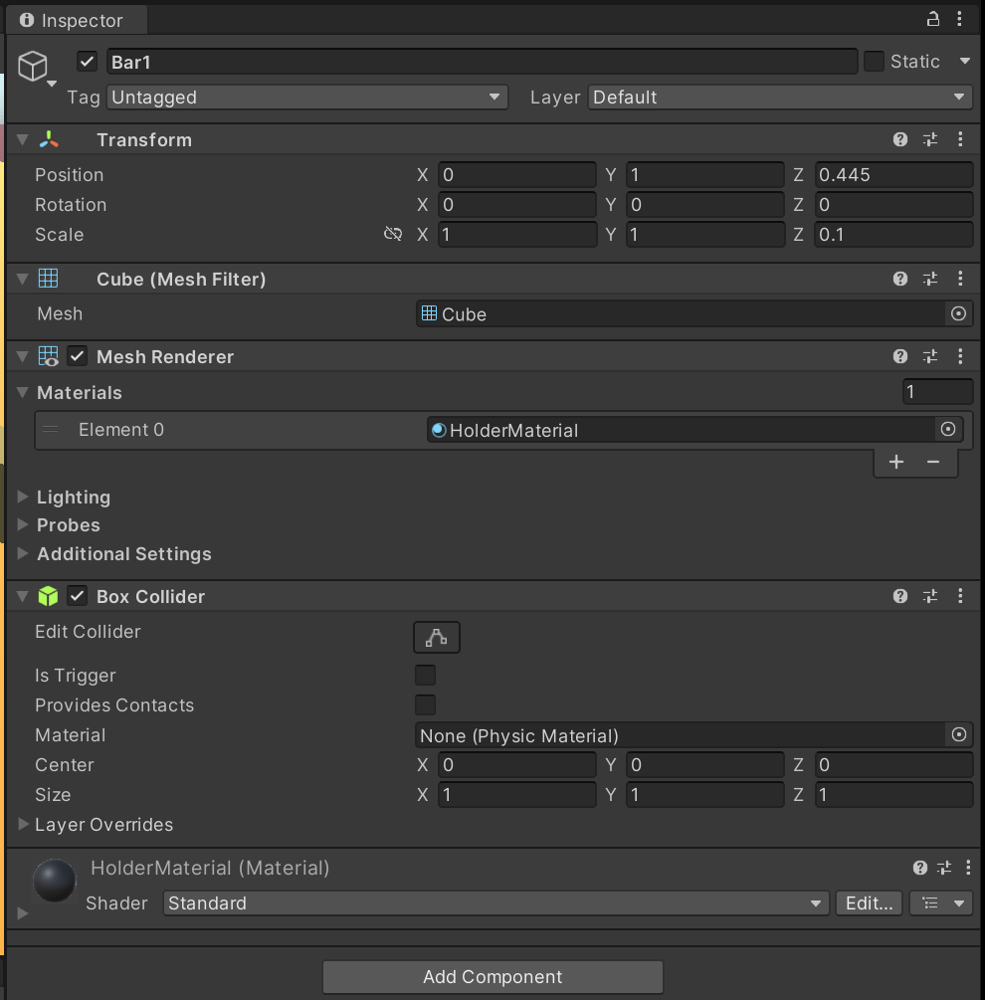 Inspector
Bar1 Static
Tag Untagged Layer Default
Transform
Position X 0 Y 1 Z 0.445
Rotation X 0 Y 0 Z 0
Scale X 1 Y 1 Z 0.1
Cube (Mesh Filter)
Mesh Cube
Mesh Renderer
Materials 1
Element 0 HolderMaterial
+ −
Lighting
Probes
Additional Settings
Box Collider
Edit Collider
Is Trigger
Provides Contacts
Material None (Physic Material)
Center X 0 Y 0 Z 0
Size X 1 Y 1 Z 1
Layer Overrides
HolderMaterial (Material)
Shader Standard Edit...
Add Component